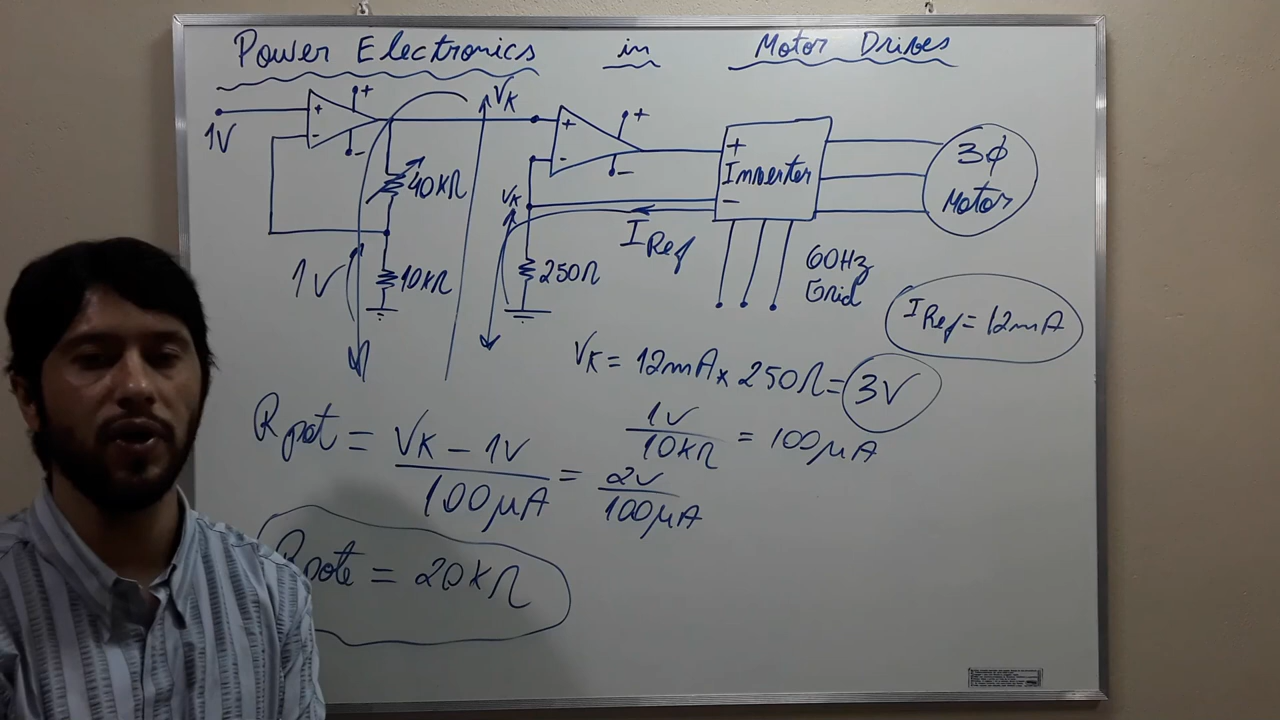 Power Electronics in Motor Drives
+ VK
1V + - -
+ + -
+ Inverter -
3Φ Motor
40KΩ
VK
IRef
1V 10KΩ 250Ω
60Hz Grid
IRef = 12mA
VK = 12mA x 250Ω = 3V
1V / 10KΩ = 100μA
Rpot = VK - 1V / 100μA = 2V / 100μA
Rpote = 20KΩ